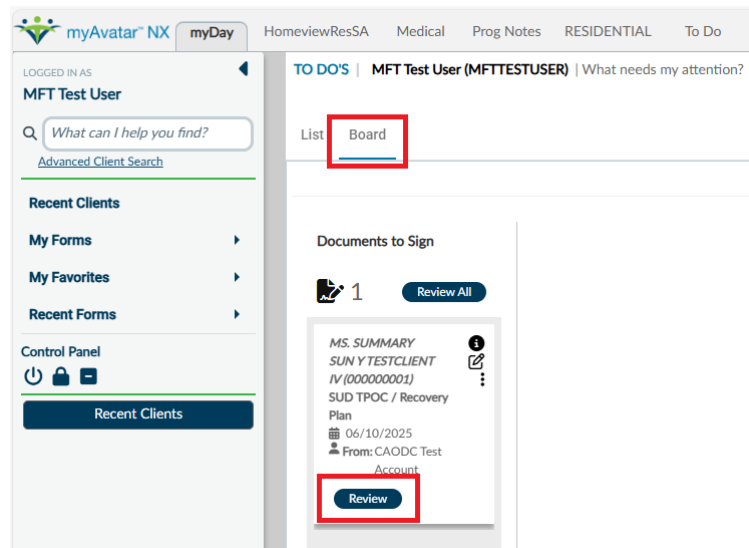 myAvatar™ NX
myDay
HomeviewResSA
Medical
Prog Notes
RESIDENTIAL
To Do
LOGGED IN AS
MFT Test User
What can I help you find?
Advanced Client Search
Recent Clients
My Forms
My Favorites
Recent Forms
Control Panel
Recent Clients
TO DO'S | MFT Test User (MFTTESTUSER) | What needs my attention?
List
Board
Documents to Sign
1
Review All
MS. SUMMARY
SUN Y TESTCLIENT
IV (000000001)
SUD TPOC / Recovery
Plan
06/10/2025
From: CAODC Test
Account
Review